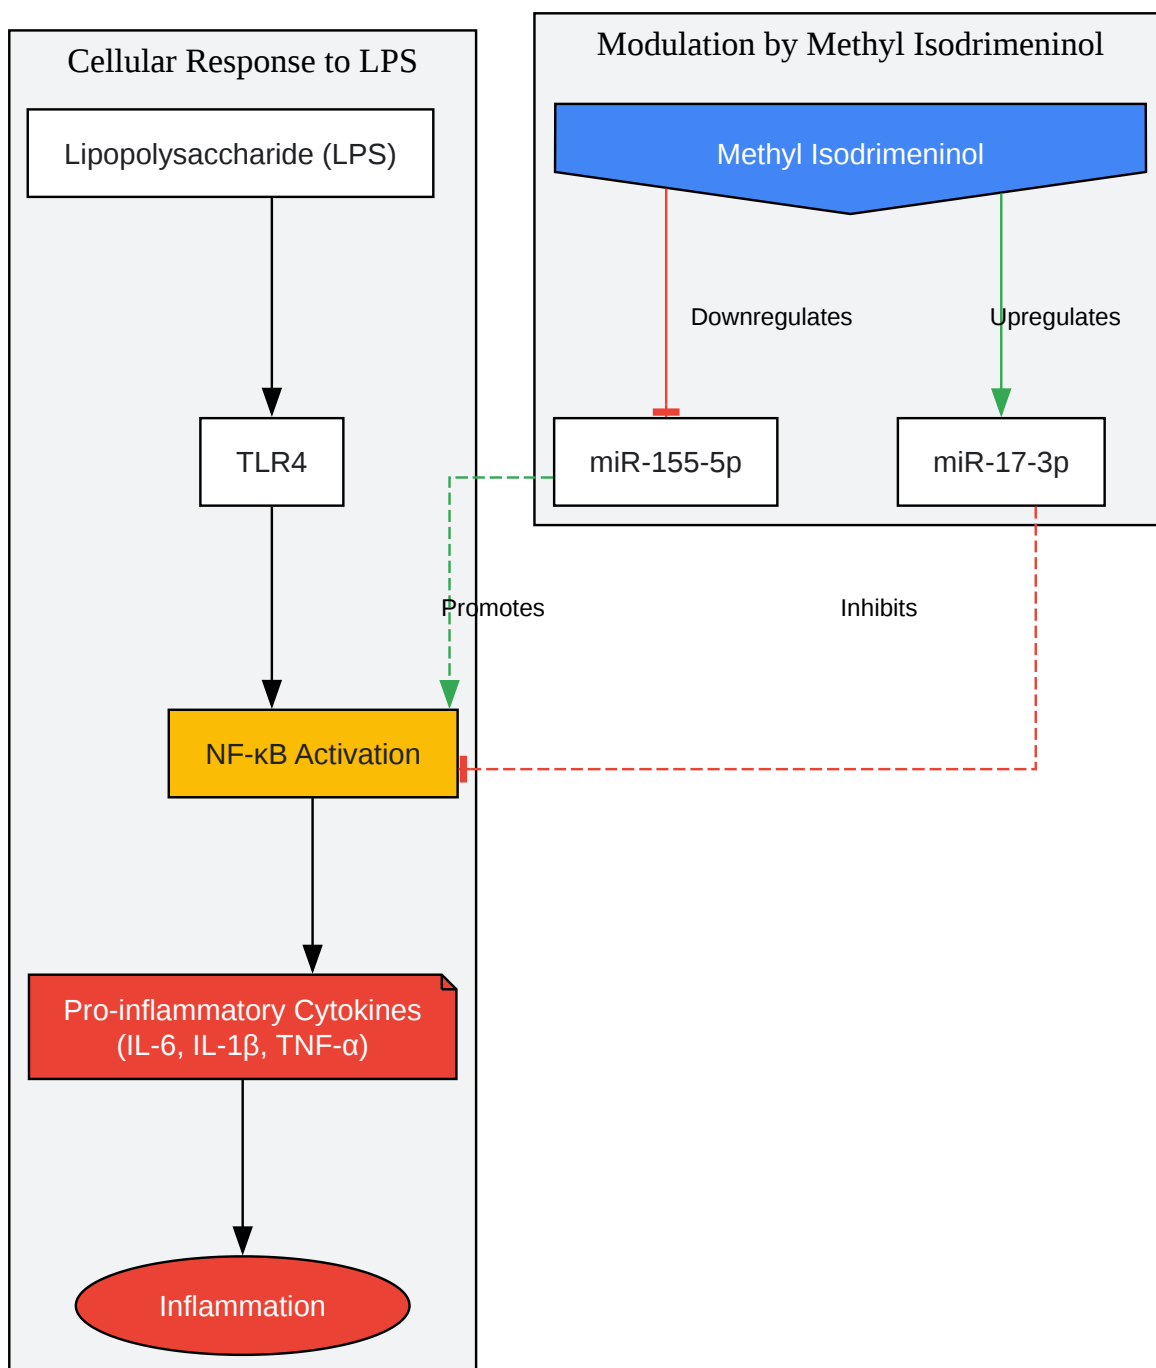 Cellular Response to LPS
Lipopolysaccharide (LPS)
TLR4
NF-κB Activation
Pro-inflammatory Cytokines
(IL-6, IL-1β, TNF-α)
Inflammation
Modulation by Methyl Isodrimeninol
Methyl Isodrimeninol
Downregulates
Upregulates
miR-155-5p
miR-17-3p
Promotes
Inhibits